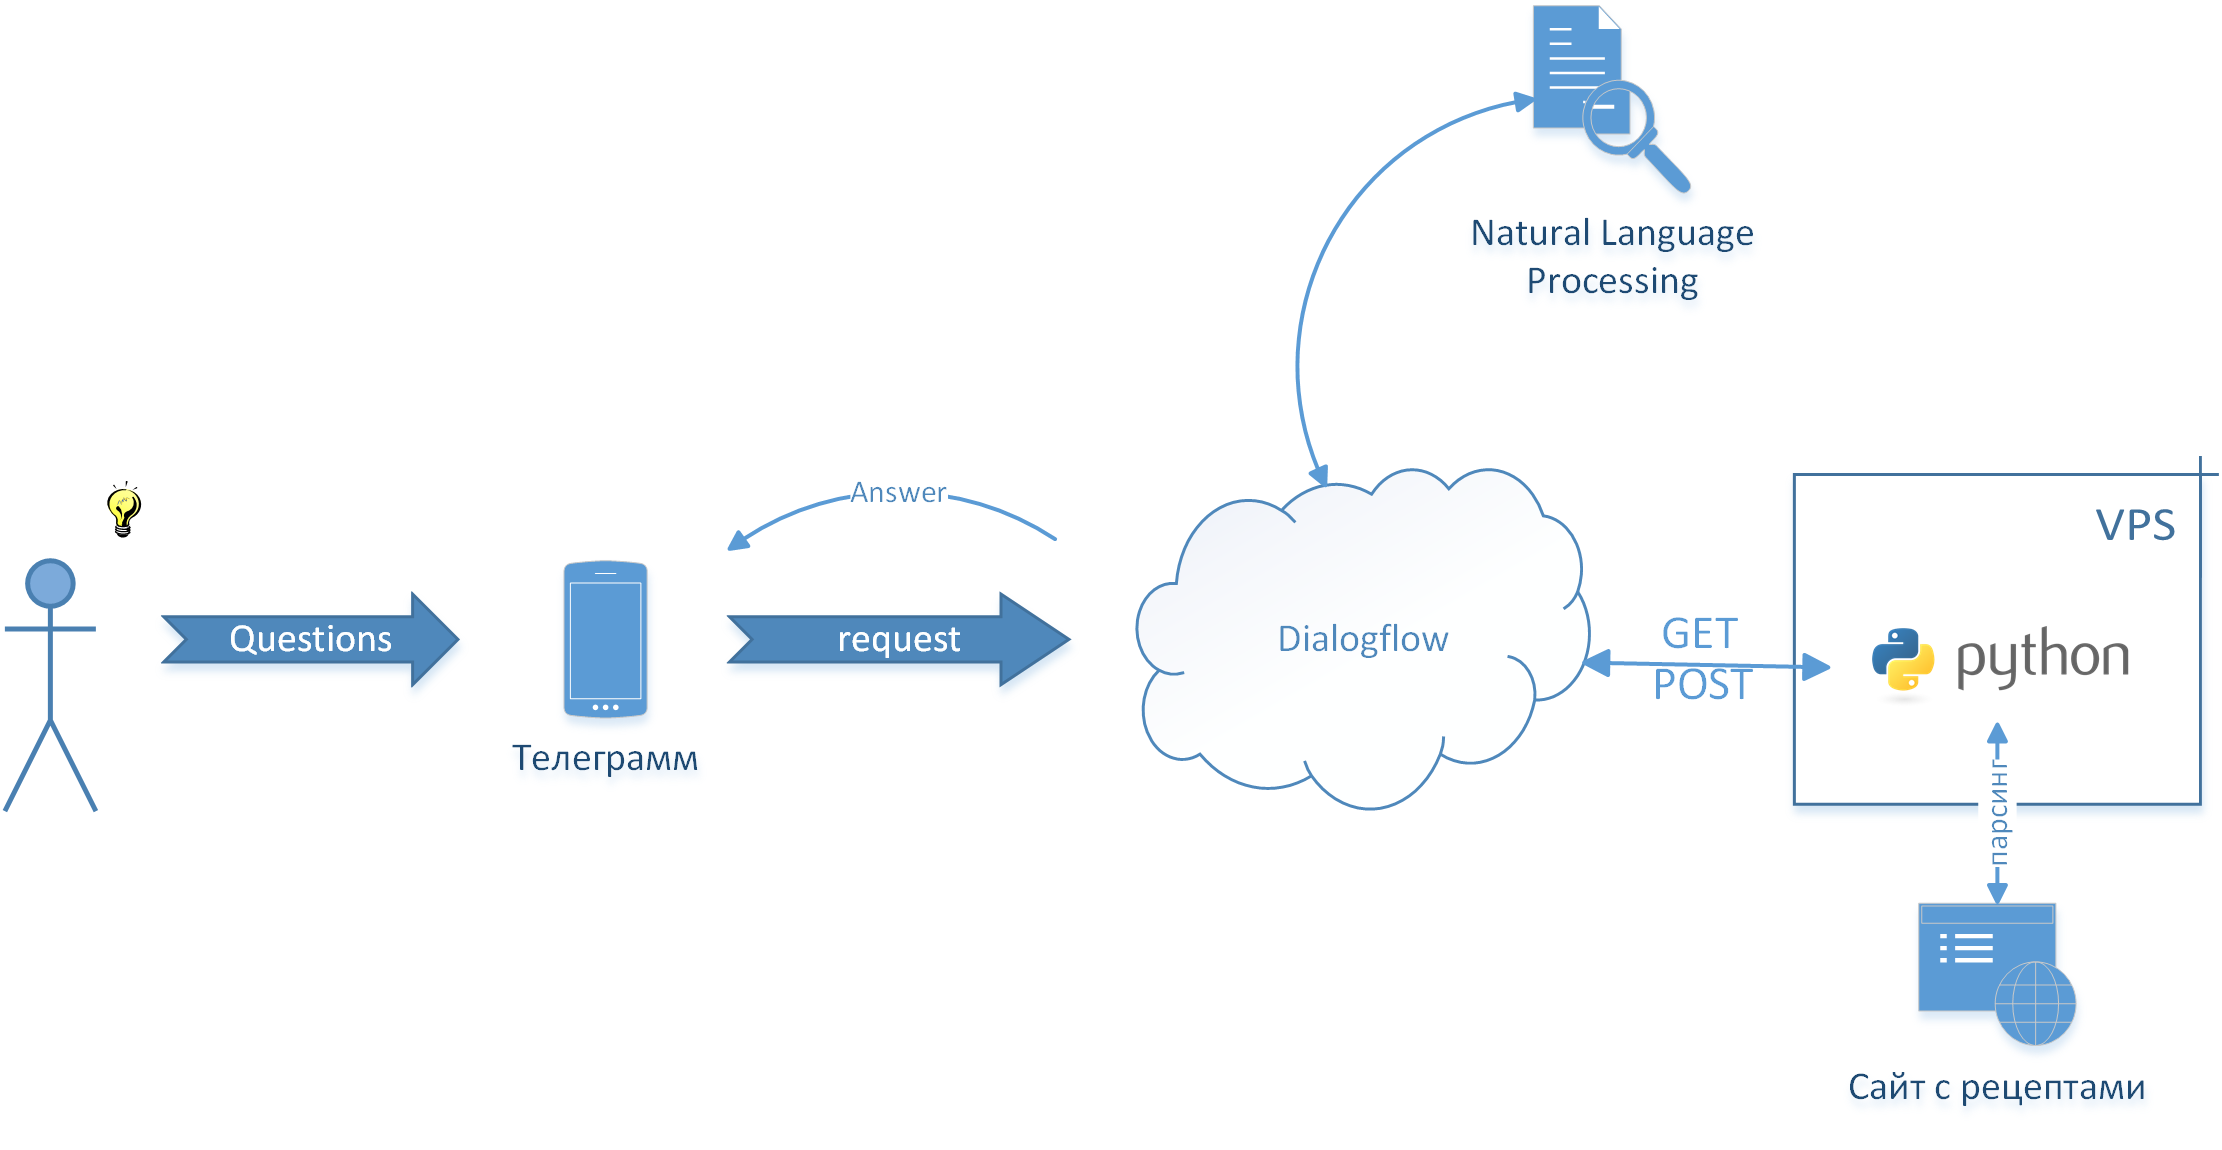 Natural Language
Processing
Answer
VPS
Questions
request
Dialogflow
GET
POST
python
Телеграмм
парсинг
Сайт с рецептами